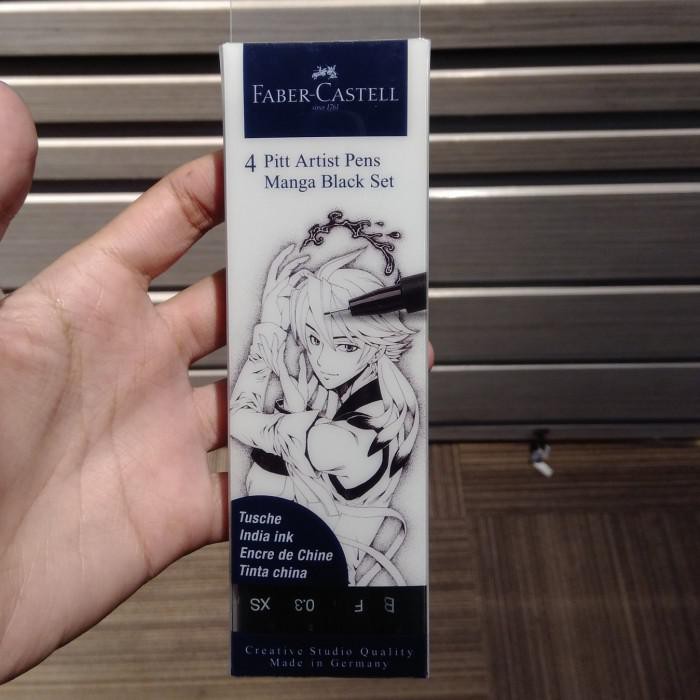 FABER-CASTELL
since 1761
4 Pitt Artist Pens
Manga Black Set
Tusche
India ink
Encre de Chine
Tinta china
XS 0.3 F B
Creative Studio Quality
Made in Germany